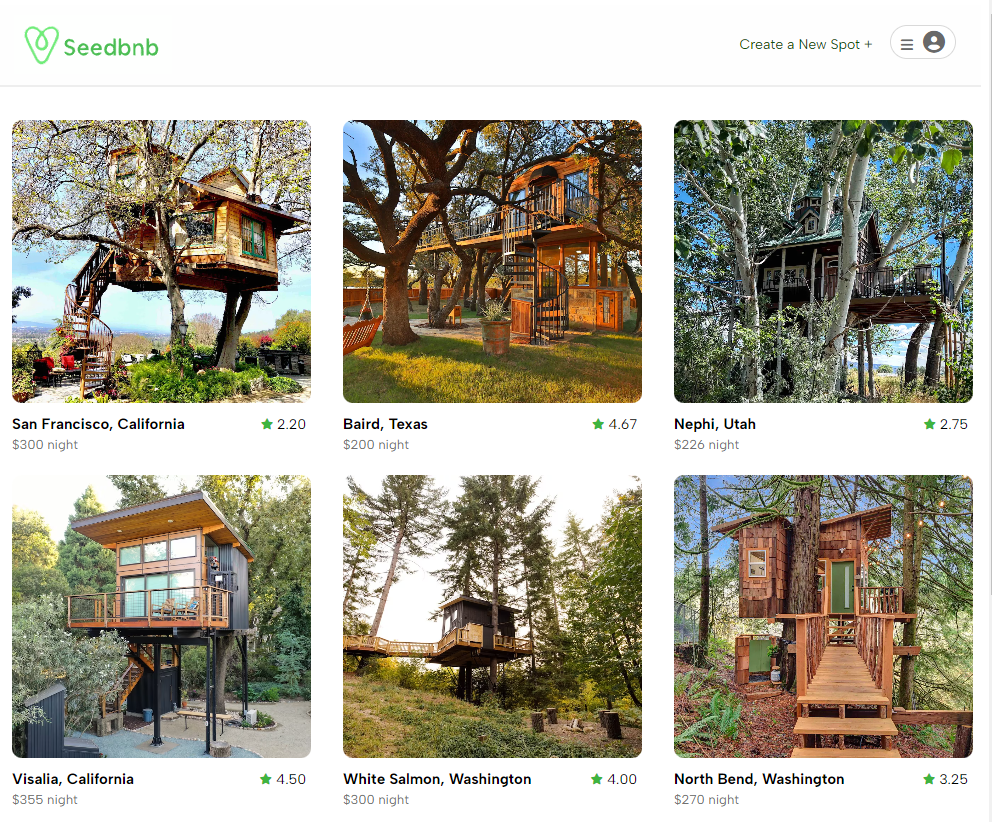 Seedbnb
Create a New Spot +
San Francisco, California 2.20
$300 night
Baird, Texas 4.67
$200 night
Nephi, Utah 2.75
$226 night
Visalia, California 4.50
$355 night
White Salmon, Washington 4.00
$300 night
North Bend, Washington 3.25
$270 night